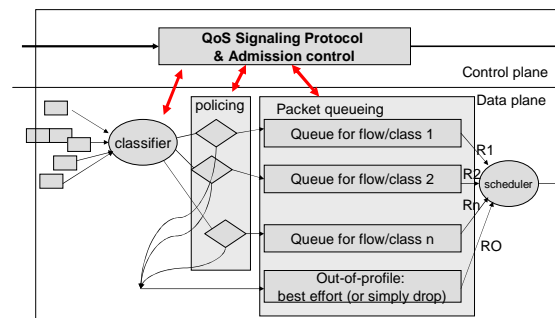 QoS Signaling Protocol
& Admission control
Control plane
Data plane
policing
Packet queueing
classifier
Queue for flow/class 1
R1
Queue for flow/class 2
R2
scheduler
Rn
Queue for flow/class n
RO
Out-of-profile:
best effort (or simply drop)